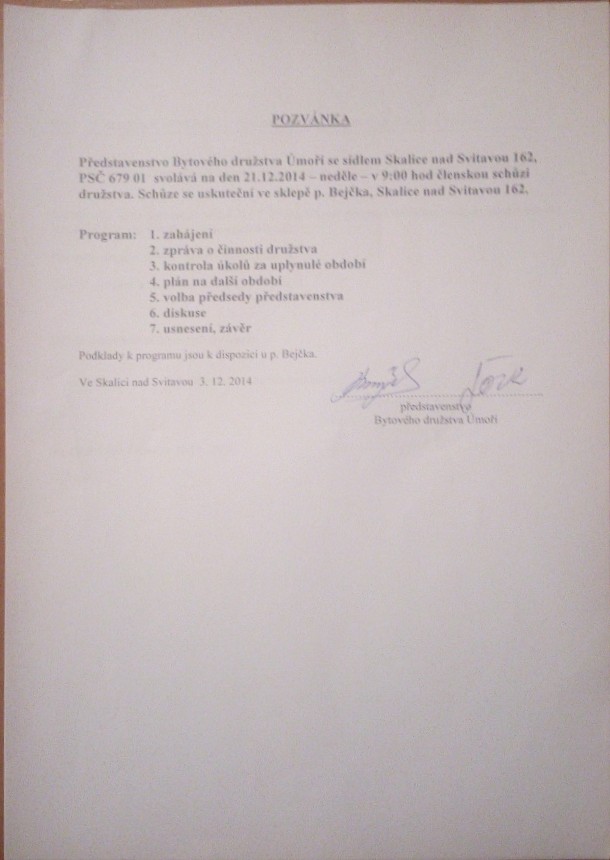 POZVÁNKA
Představenstvo Bytového družstva Úmoří se sídlem Skalice nad Svitavou 162,
PSČ 679 01 svolává na den 21.12.2014 – neděle – v 9:00 hod členskou schůzi
družstva. Schůze se uskuteční ve sklepě p. Bejčka, Skalice nad Svitavou 162.
Program: 1. zahájení
2. zpráva o činnosti družstva
3. kontrola úkolů za uplynulé období
4. plán na další období
5. volba předsedy představenstva
6. diskuse
7. usnesení, závěr
Podklady k programu jsou k dispozici u p. Bejčka.
Ve Skalici nad Svitavou 3. 12. 2014
představenstvo
Bytového družstva Úmoří